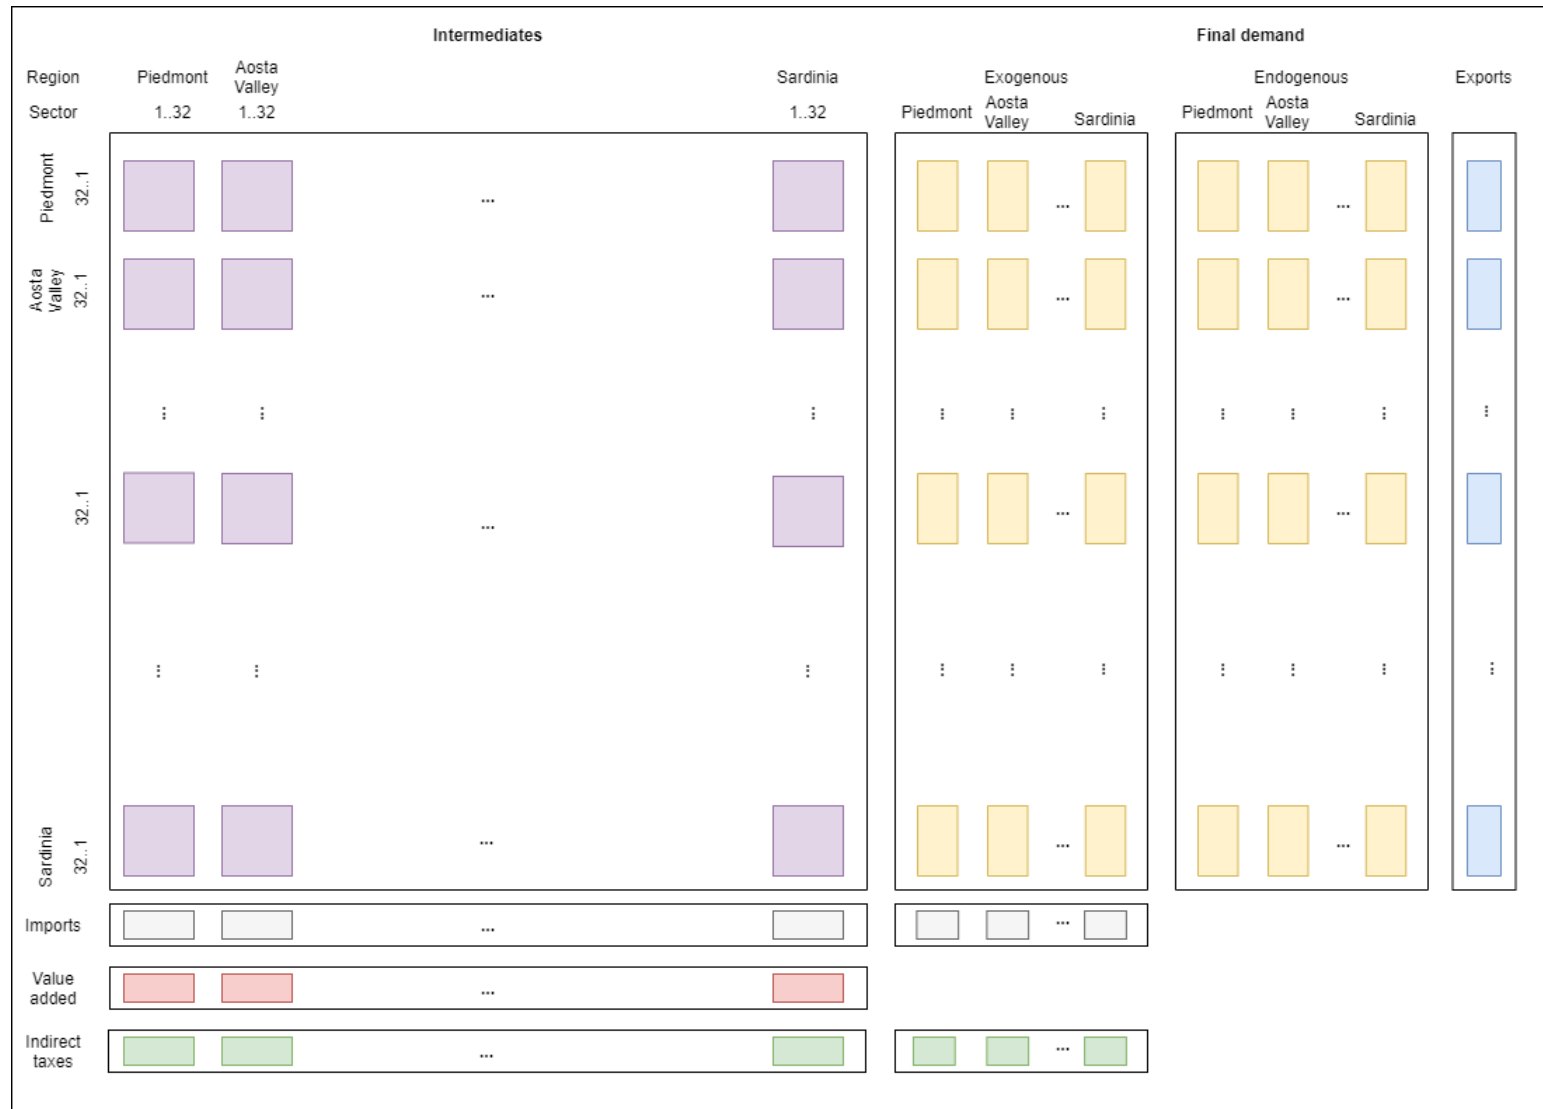 Intermediates
Final demand
Region
Piedmont
Aosta
Valley
Sardinia
Exogenous
Endogenous
Exports
Sector
1..32
1..32
1..32
Piedmont
Aosta
Valley
Sardinia
Piedmont
Aosta
Valley
Sardinia
Piedmont
32..1
...
...
...
Aosta
Valley
32..1
...
...
...
...
...
...
...
...
...
...
...
...
...
32..1
...
...
...
...
...
...
...
...
...
...
...
...
...
Sardinia
32..1
...
...
...
Imports
...
...
Value
added
...
Indirect
taxes
...
...